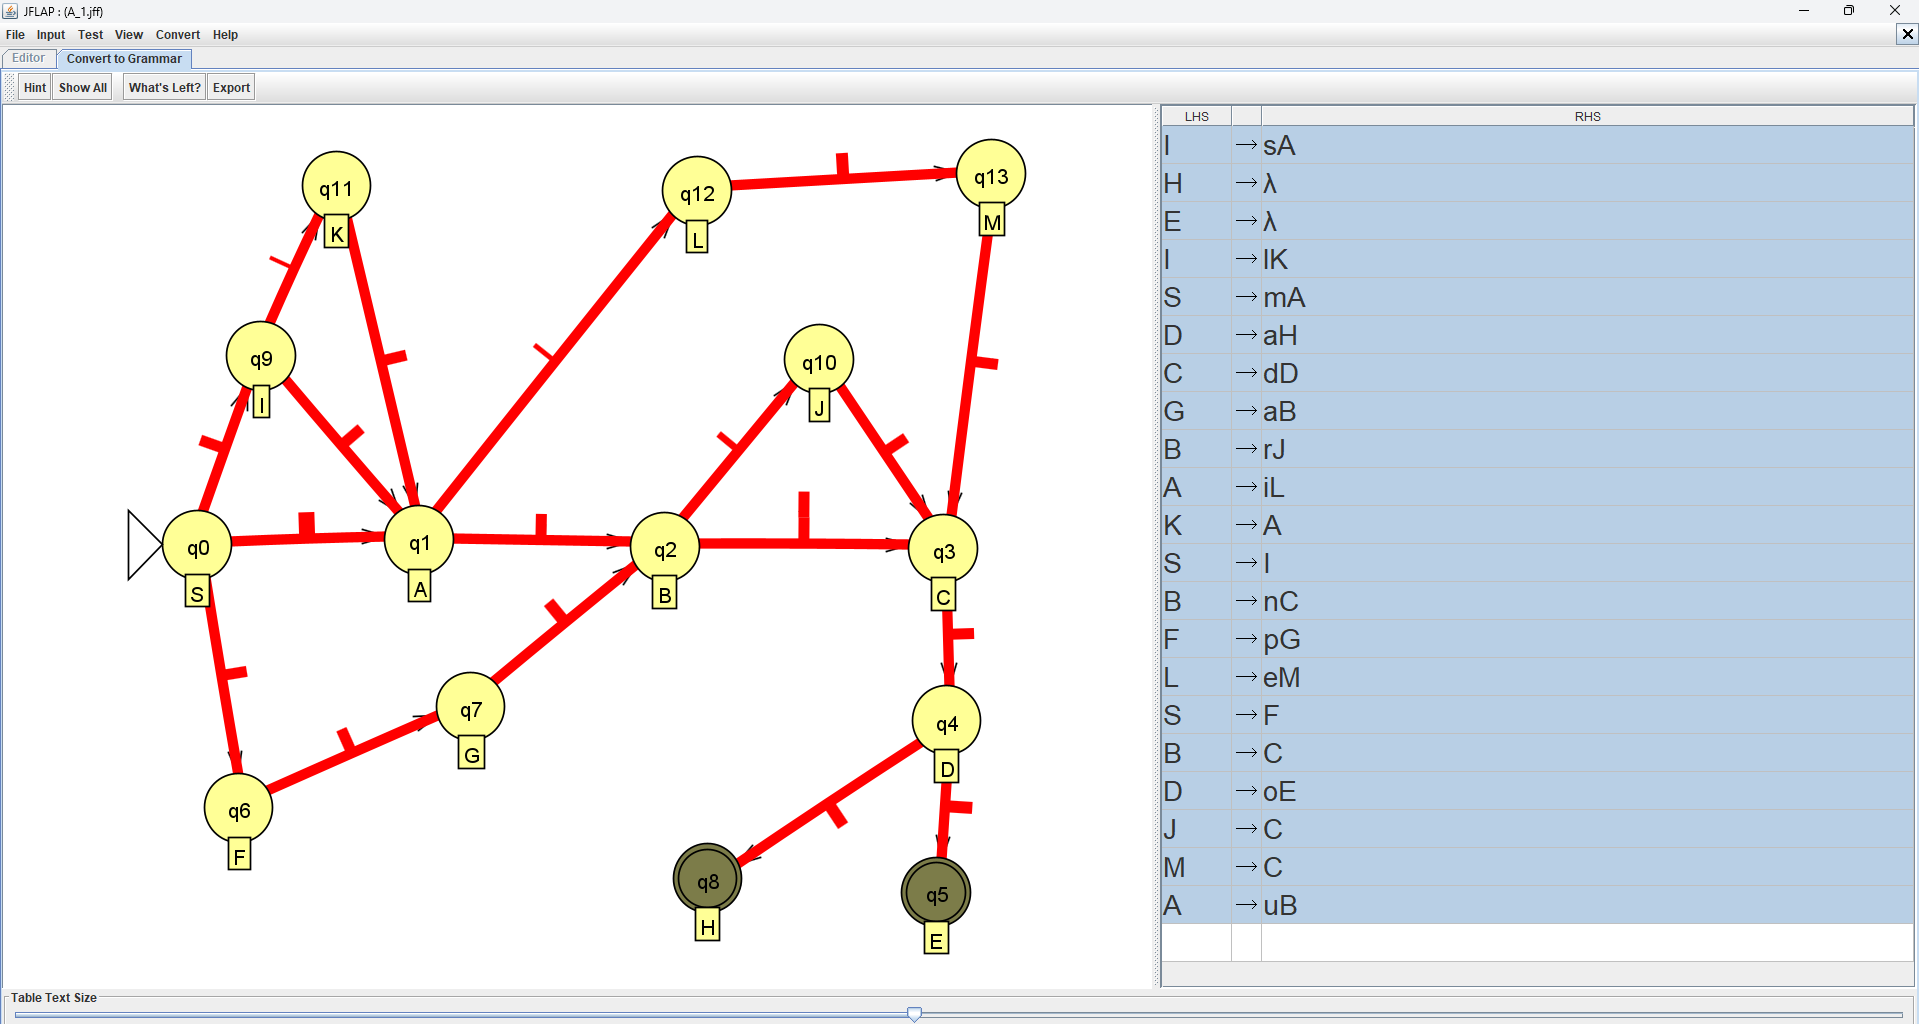 JFLAP : (A_1.jff)
File Input Test View Convert Help
Editor Convert to Grammar
Hint Show All What's Left? Export
q11
K
q12
L
q13
M
q9
I
q10
J
q0
S
q1
A
q2
B
q3
C
q7
G
q4
D
q6
F
q8
H
q5
E
LHS RHS
I → sA
H → λ
E → λ
I → lK
S → mA
D → aH
C → dD
G → aB
B → rJ
A → iL
K → A
S → I
B → nC
F → pG
L → eM
S → F
B → C
D → oE
J → C
M → C
A → uB
Table Text Size